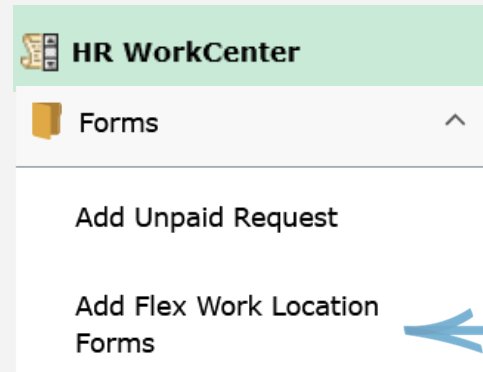 HR WorkCenter
Forms
Add Unpaid Request
Add Flex Work Location
Forms